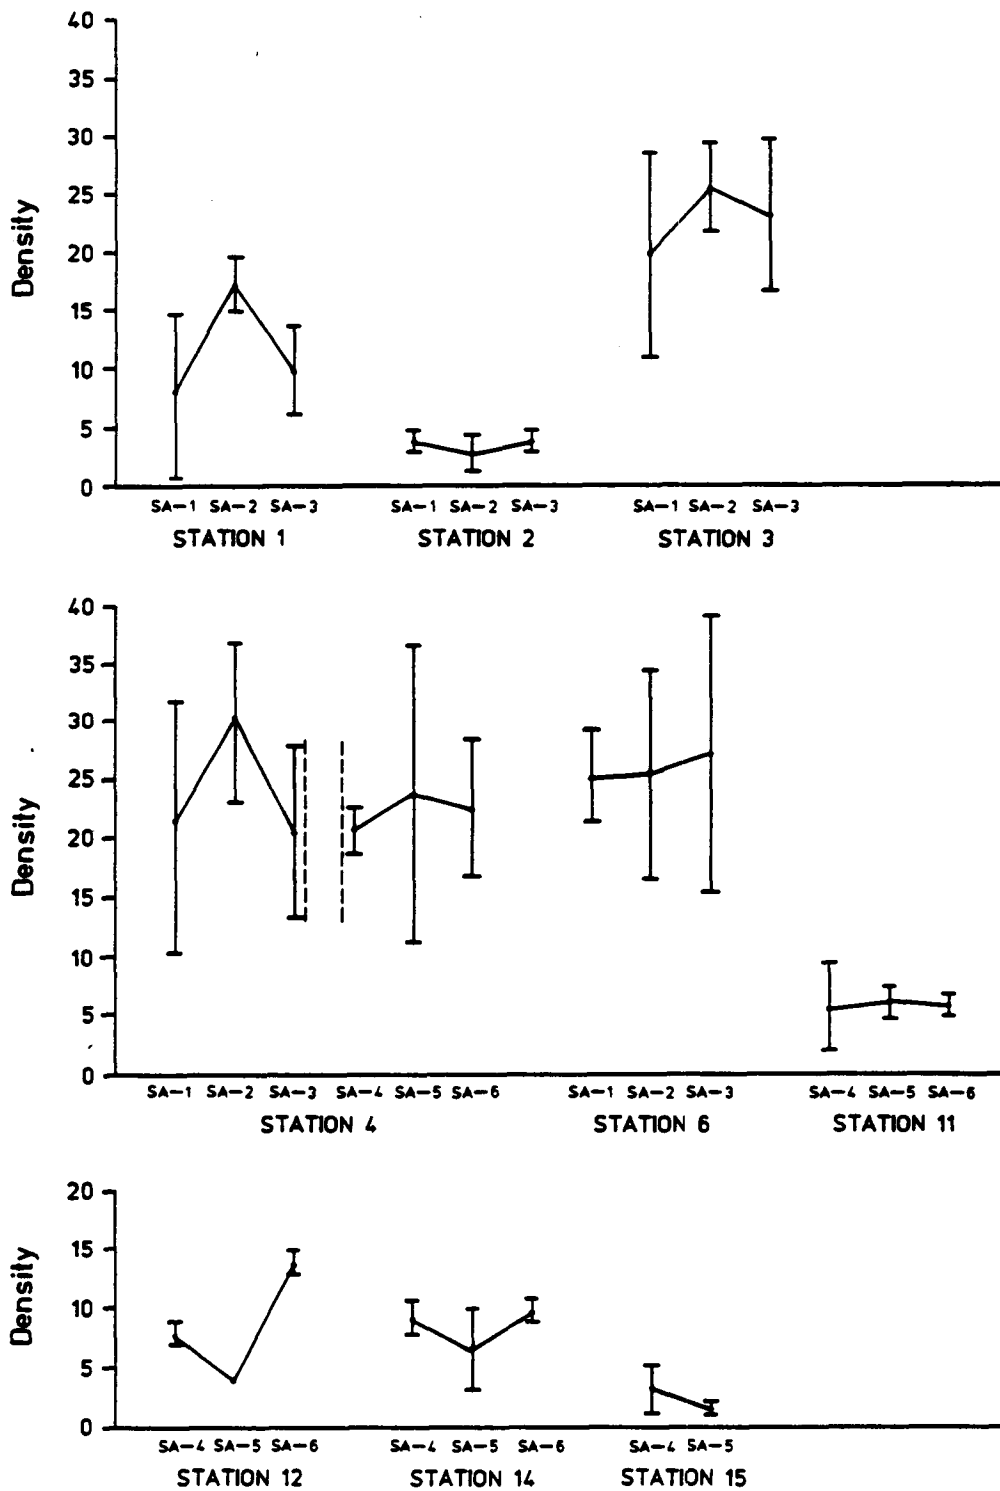 40
35
30
25
20
15
10
5
0
Density
SA-1 SA-2 SA-3 SA-1 SA-2 SA-3 SA-1 SA-2 SA-3
STATION 1 STATION 2 STATION 3
40
35
30
25
20
15
10
5
0
Density
SA-1 SA-2 SA-3 SA-4 SA-5 SA-6 SA-1 SA-2 SA-3 SA-4 SA-5 SA-6
STATION 4 STATION 6 STATION 11
20
15
10
5
0
Density
SA-4 SA-5 SA-6 SA-4 SA-5 SA-6 SA-4 SA-5
STATION 12 STATION 14 STATION 15